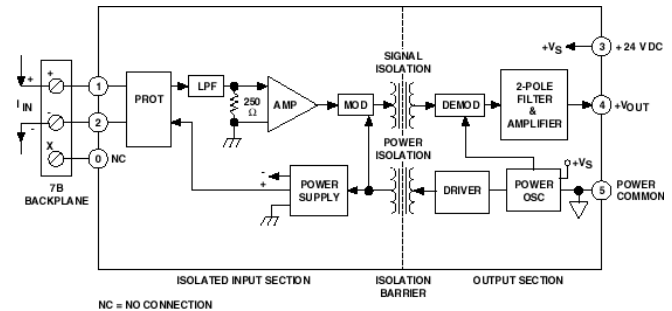 SIGNAL
ISOLATION
+VS
3
+ 24 V DC
+
+
1
PROT
LPF
250
Ω
AMP
MOD
DEMOD
2-POLE
FILTER
&
AMPLIFIER
4
+VOUT
I IN
-
-
2
X
0
NC
7B
BACKPLANE
-
+
POWER
SUPPLY
POWER
ISOLATION
DRIVER
POWER
OSC
+VS
5
POWER
COMMON
ISOLATED INPUT SECTION
ISOLATION
BARRIER
OUTPUT SECTION
NC = NO CONNECTION